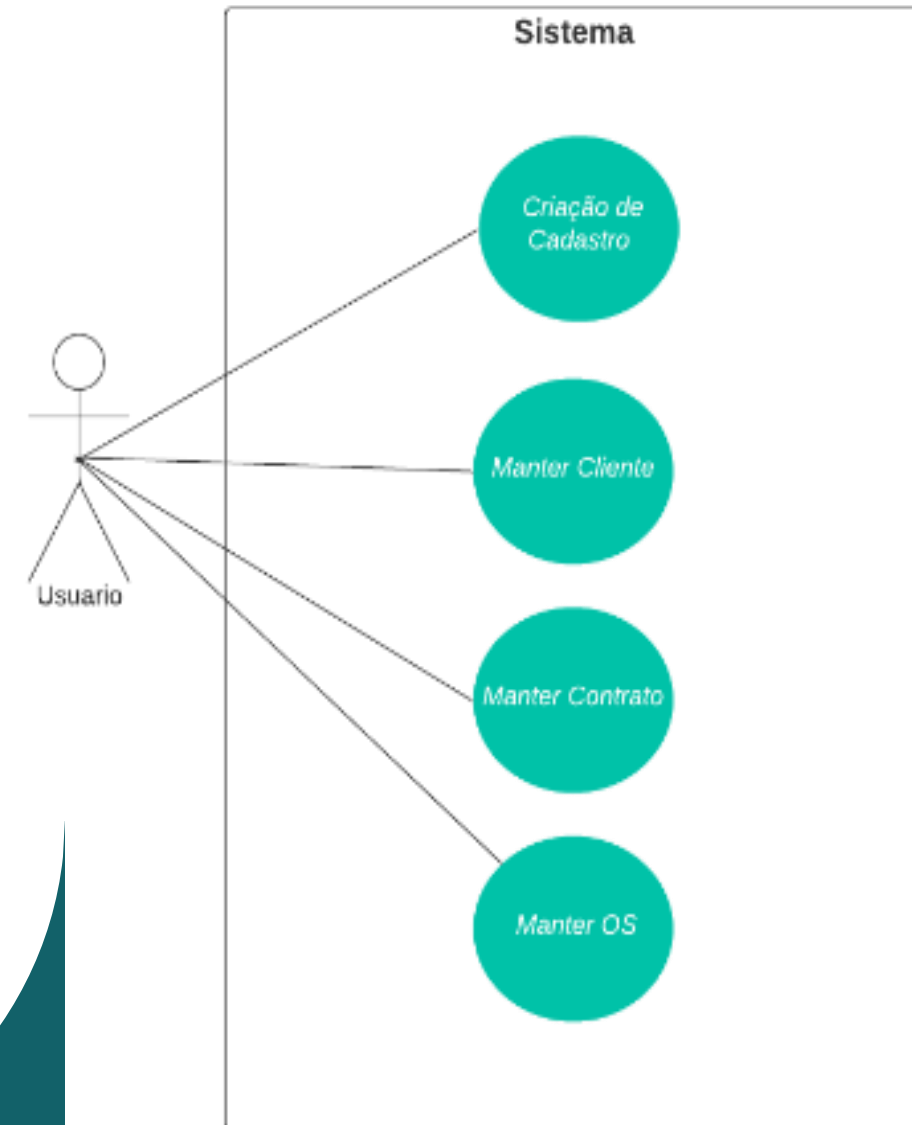 Sistema
Criação de
Cadastro
Manter Cliente
Usuario
Manter Contrato
Manter OS